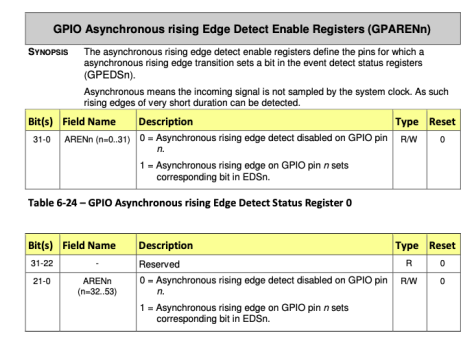 GPIO Asynchronous rising Edge Detect Enable Registers (GPARENn)
SYNOPSIS The asynchronous rising edge detect enable registers define the pins for which a
asynchronous rising edge transition sets a bit in the event detect status registers
(GPEDSn).
Asynchronous means the incoming signal is not sampled by the system clock. As such
rising edges of very short duration can be detected.
Bit(s) Field Name Description Type Reset
31-0 ARENn (n=0..31) 0 = Asynchronous rising edge detect disabled on GPIO pin R/W 0
n.
1 = Asynchronous rising edge on GPIO pin n sets
corresponding bit in EDSn.
Table 6-24 – GPIO Asynchronous rising Edge Detect Status Register 0
Bit(s) Field Name Description Type Reset
31-22 - Reserved R 0
21-0 ARENn 0 = Asynchronous rising edge detect disabled on GPIO pin R/W 0
(n=32..53) n.
1 = Asynchronous rising edge on GPIO pin n sets
corresponding bit in EDSn.